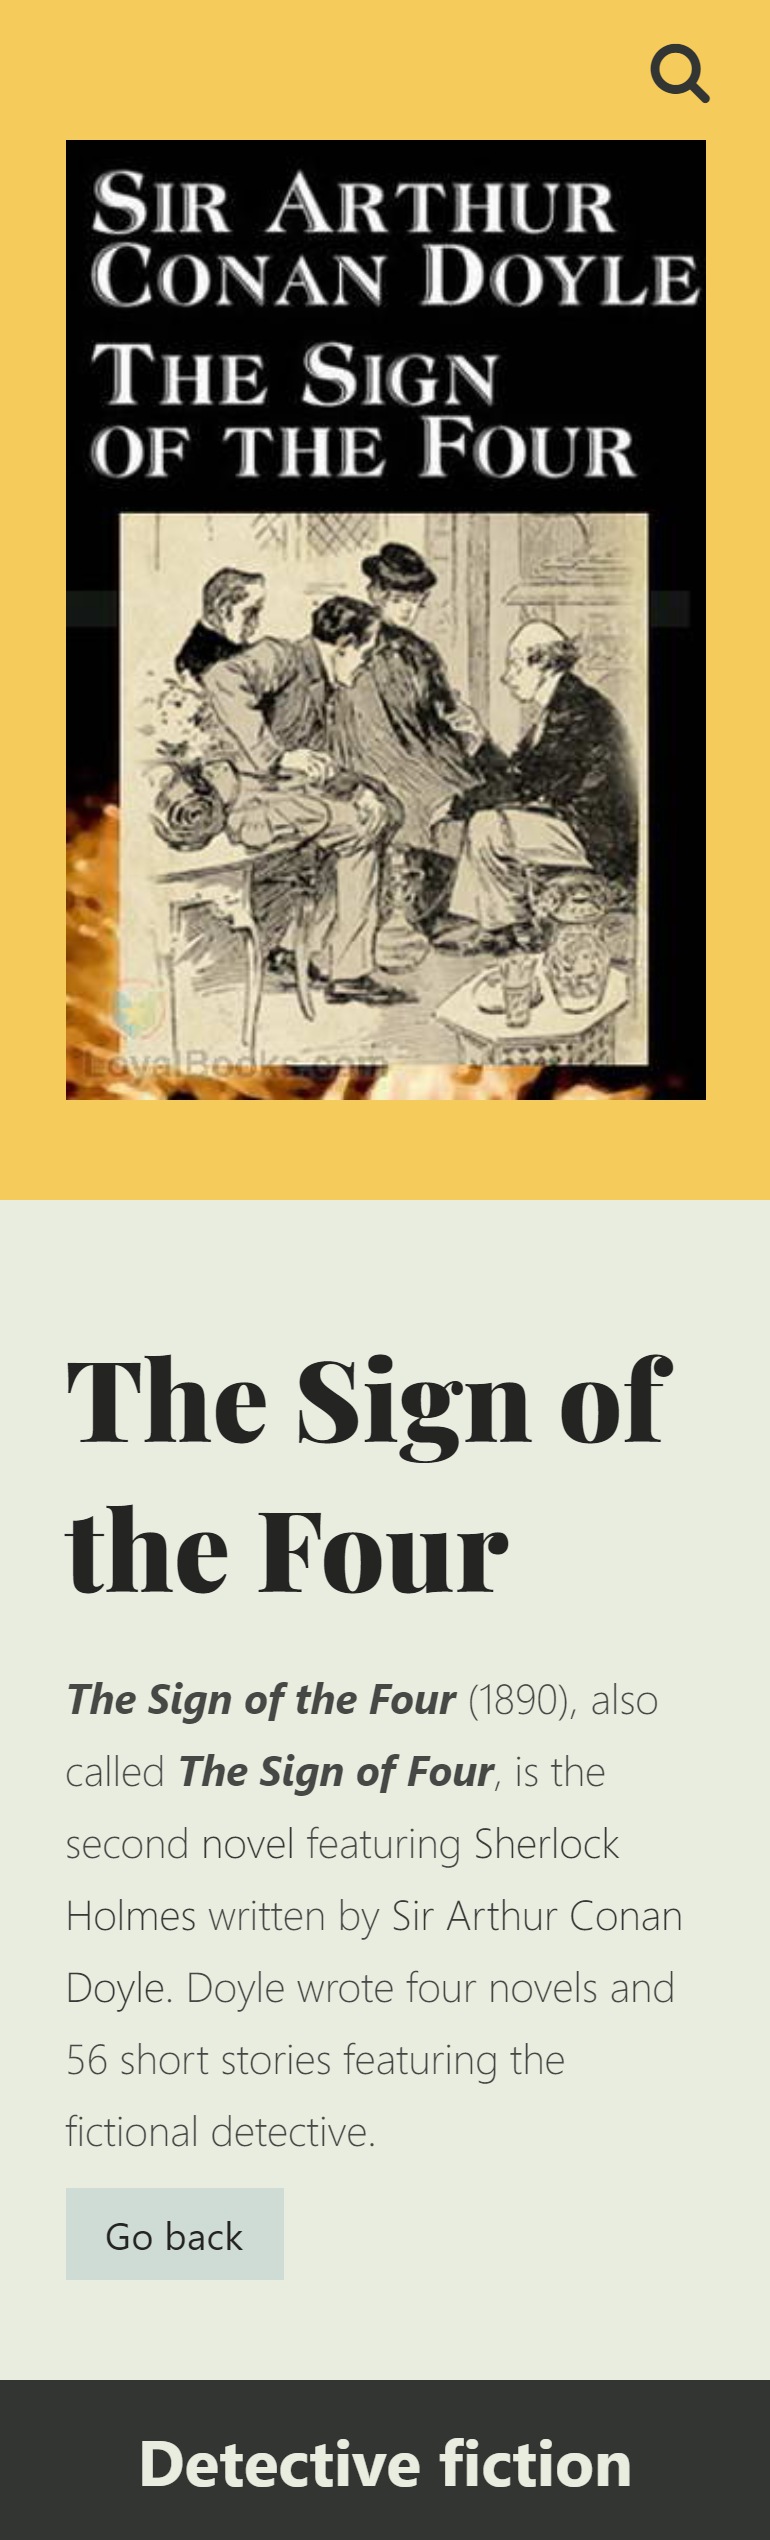 SIR ARTHUR
CONAN DOYLE
THE SIGN
OF THE FOUR
LoyalBooks.com
The Sign of
the Four
The Sign of the Four (1890), also
called The Sign of Four, is the
second novel featuring Sherlock
Holmes written by Sir Arthur Conan
Doyle. Doyle wrote four novels and
56 short stories featuring the
fictional detective.
Go back
Detective fiction